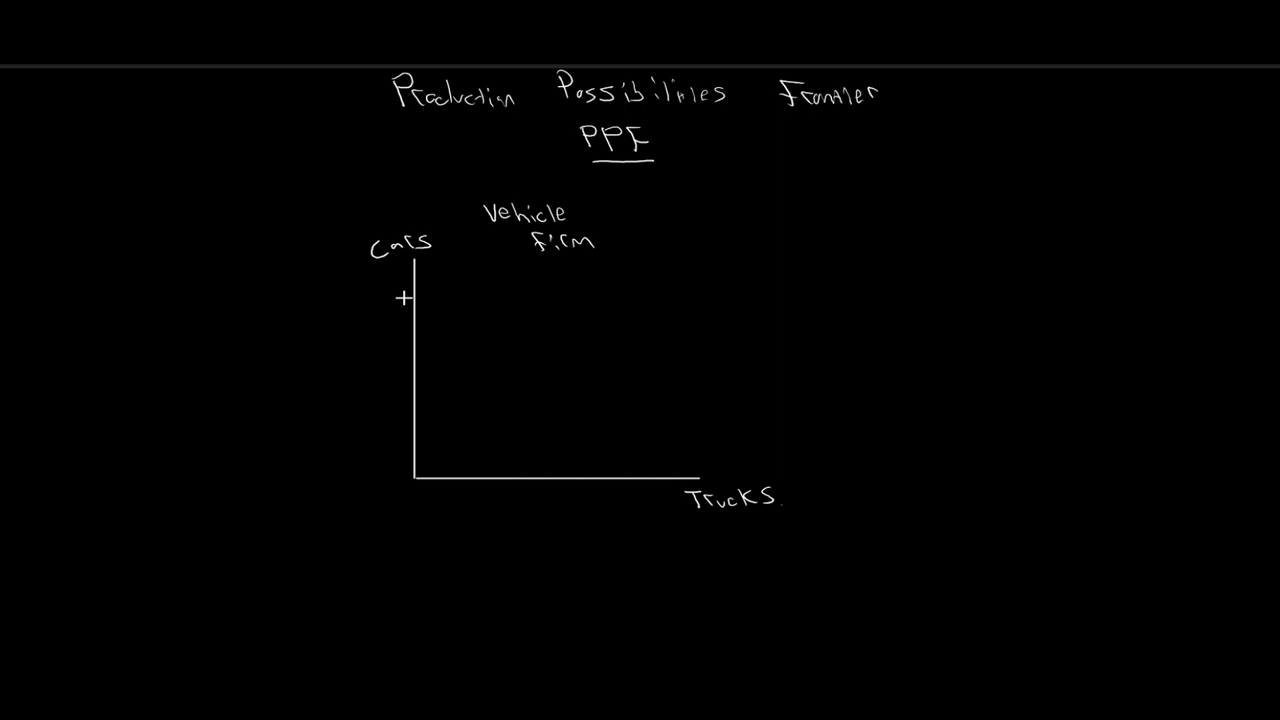 Production Possibilities Frontier
PPF
Vehicle
Firm
Cars
Trucks